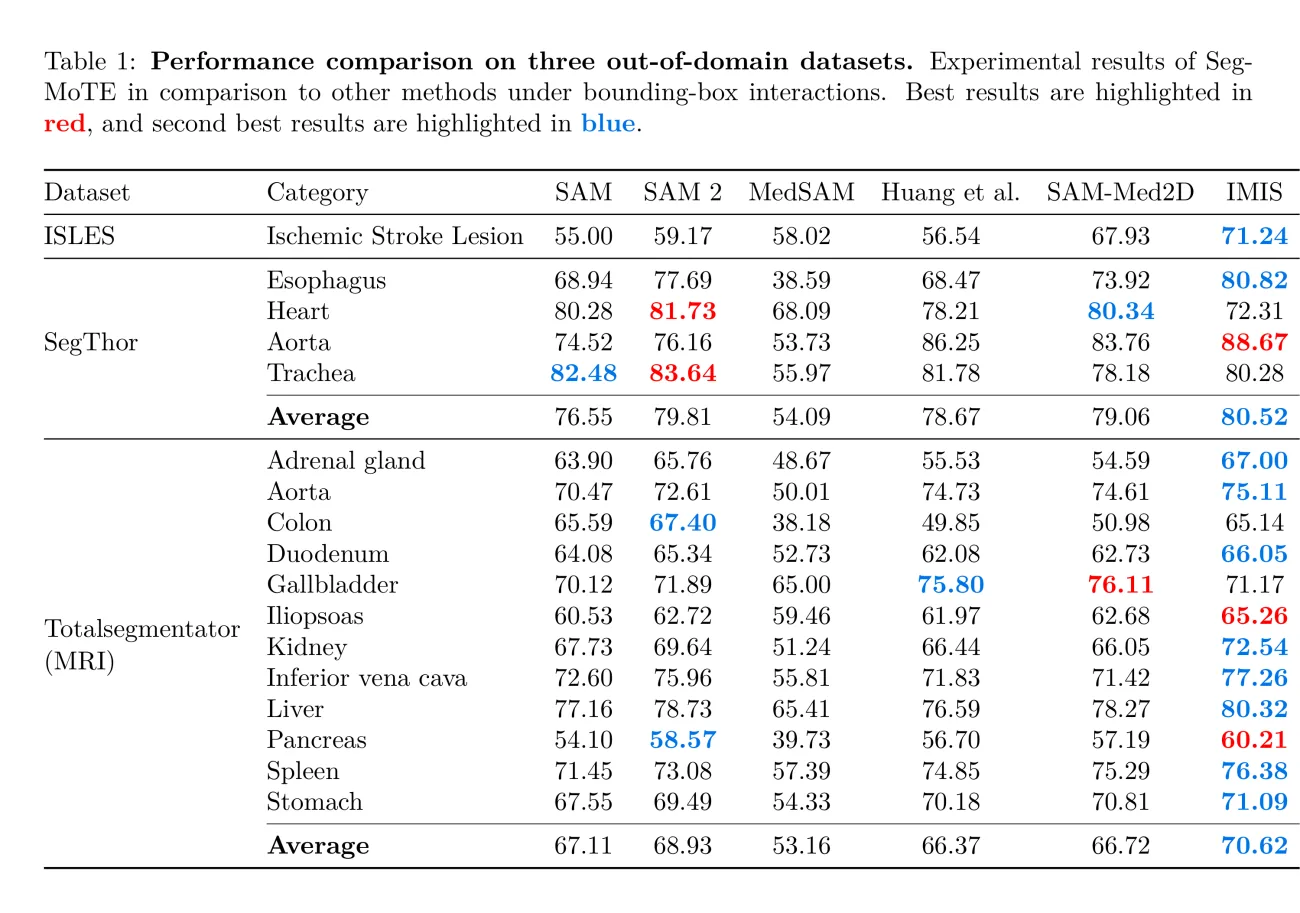 Table 1: Performance comparison on three out-of-domain datasets. Experimental results of Seg-
MoTE in comparison to other methods under bounding-box interactions. Best results are highlighted in
red, and second best results are highlighted in blue.
Dataset Category SAM SAM 2 MedSAM Huang et al. SAM-Med2D IMIS
ISLES Ischemic Stroke Lesion 55.00 59.17 58.02 56.54 67.93 71.24
Esophagus 68.94 77.69 38.59 68.47 73.92 80.82
Heart 80.28 81.73 68.09 78.21 80.34 72.31
SegThor Aorta 74.52 76.16 53.73 86.25 83.76 88.67
Trachea 82.48 83.64 55.97 81.78 78.18 80.28
Average 76.55 79.81 54.09 78.67 79.06 80.52
Adrenal gland 63.90 65.76 48.67 55.53 54.59 67.00
Aorta 70.47 72.61 50.01 74.73 74.61 75.11
Colon 65.59 67.40 38.18 49.85 50.98 65.14
Duodenum 64.08 65.34 52.73 62.08 62.73 66.05
Gallbladder 70.12 71.89 65.00 75.80 76.11 71.17
Iliopsoas 60.53 62.72 59.46 61.97 62.68 65.26
Totalsegmentator
(MRI)
Kidney 67.73 69.64 51.24 66.44 66.05 72.54
Inferior vena cava 72.60 75.96 55.81 71.83 71.42 77.26
Liver 77.16 78.73 65.41 76.59 78.27 80.32
Pancreas 54.10 58.57 39.73 56.70 57.19 60.21
Spleen 71.45 73.08 57.39 74.85 75.29 76.38
Stomach 67.55 69.49 54.33 70.18 70.81 71.09
Average 67.11 68.93 53.16 66.37 66.72 70.62